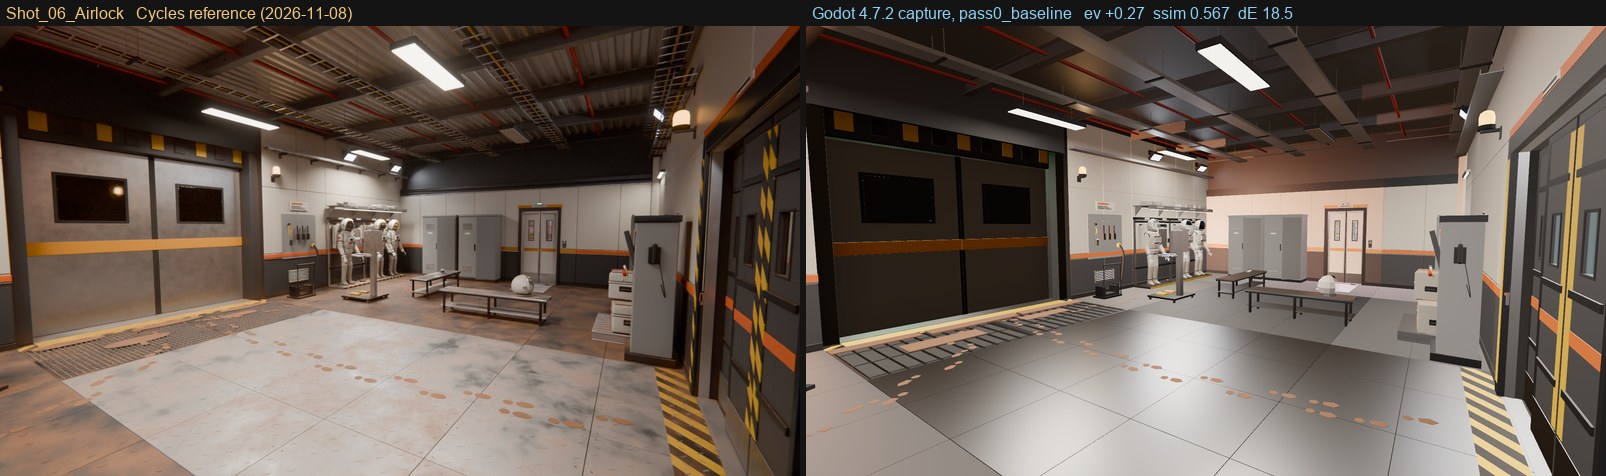 Shot_06_Airlock Cycles reference (2026-11-08)
Godot 4.7.2 capture, pass0_baseline ev +0.27 ssim 0.567 dE 18.5